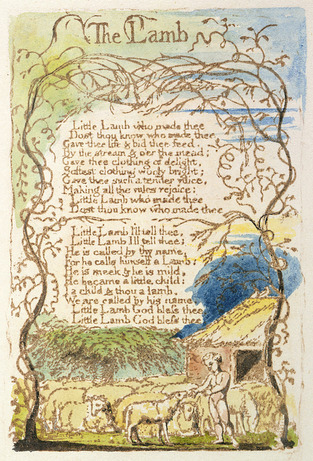 The Lamb
Little Lamb who made thee
Dost thou know who made thee
Gave thee life & bid thee feed.
By the stream & o'er the mead;
Gave thee clothing of delight,
Softest clothing wooly bright;
Gave thee such a tender voice,
Making all the vales rejoice:
Little Lamb who made thee
Dost thou know who made thee
Little Lamb I'll tell thee,
Little Lamb I'll tell thee;
He is called by thy name,
For he calls himself a Lamb:
He is meek & he is mild,
He became a little child:
I a child & thou a lamb,
We are called by his name.
Little Lamb God bless thee.
Little Lamb God bless thee.